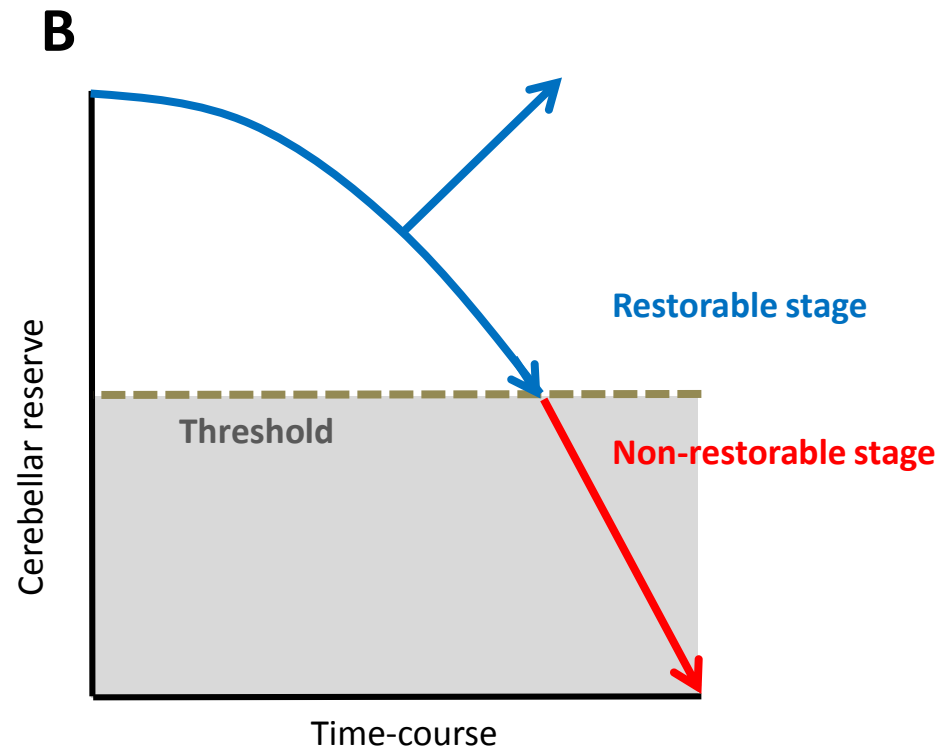 B
Restorable stage
Threshold
Non-restorable stage
Cerebellar reserve
Time-course